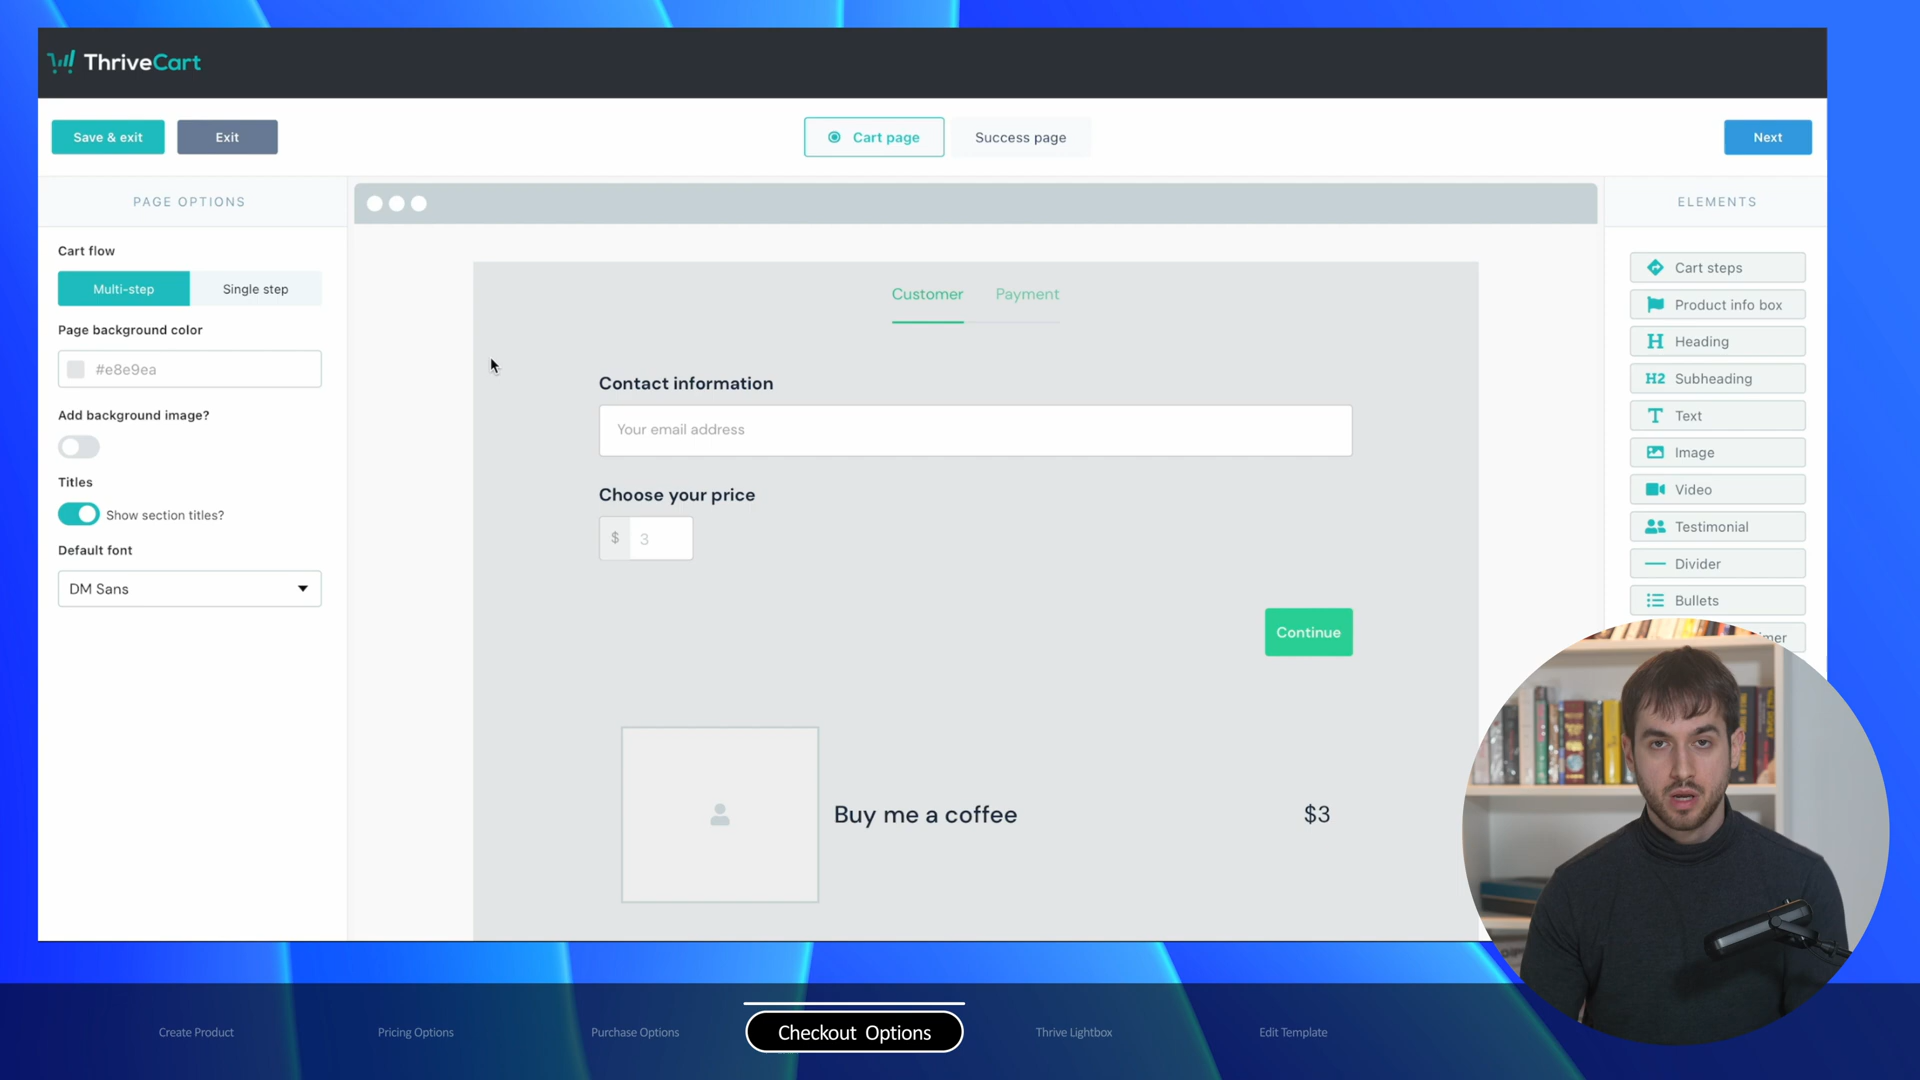 ThriveCart
Save & exit
Exit
Cart page
Success page
Next
PAGE OPTIONS
Cart flow
Multi-step
Single step
Page background color
#e8e9ea
Add background image?
Titles
Show section titles?
Default font
DM Sans
Customer
Payment
Contact information
Your email address
Choose your price
$
3
Continue
Buy me a coffee
$3
ELEMENTS
Cart steps
Product info box
H Heading
H2 Subheading
T Text
Image
Video
Testimonial
Divider
Bullets
Create Product
Pricing Options
Purchase Options
Checkout Options
Thrive Lightbox
Edit Template